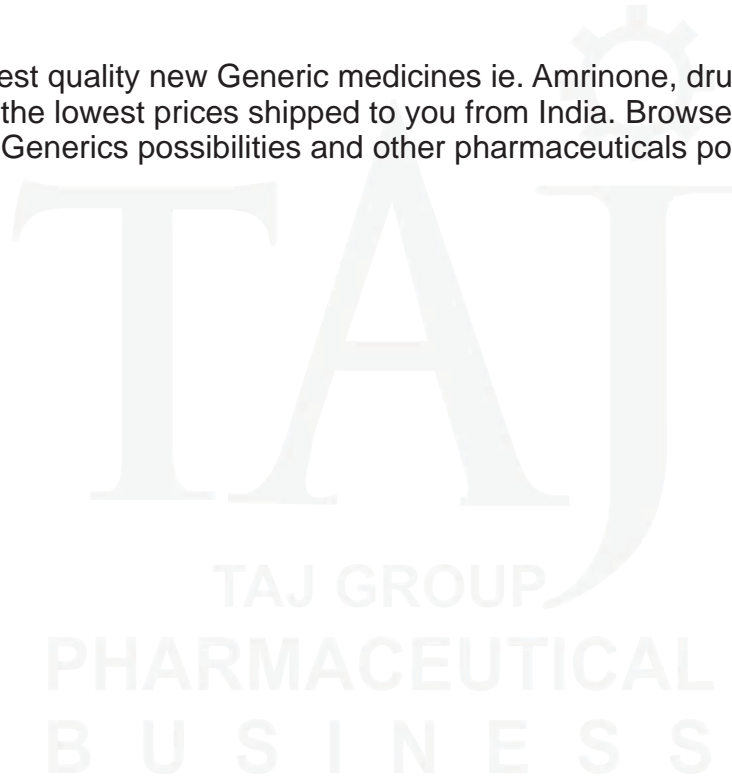 est quality new Generic medicines ie. Amrinone, dru
the lowest prices shipped to you from India. Browse
Generics possibilities and other pharmaceuticals po
TAJ
TAJ GROUP
PHARMACEUTICAL
BUSINESS